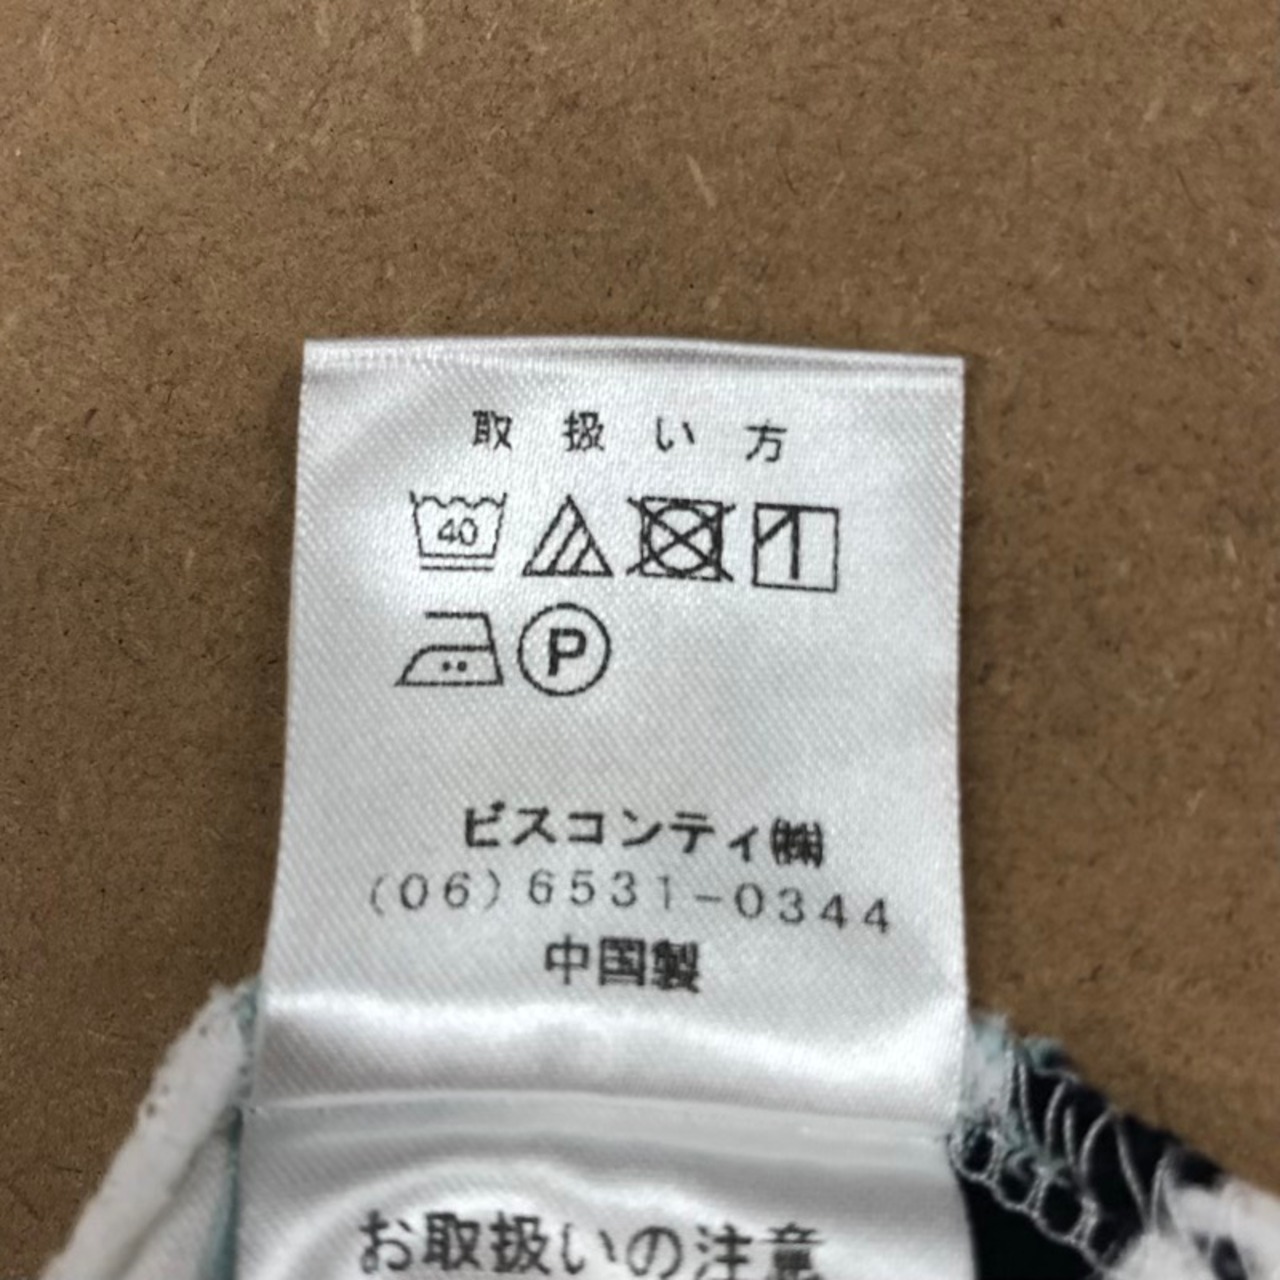 取扱い方
40
P
ビスコンティ㈱
(06)6531-0344
中国製
お取扱いの注意